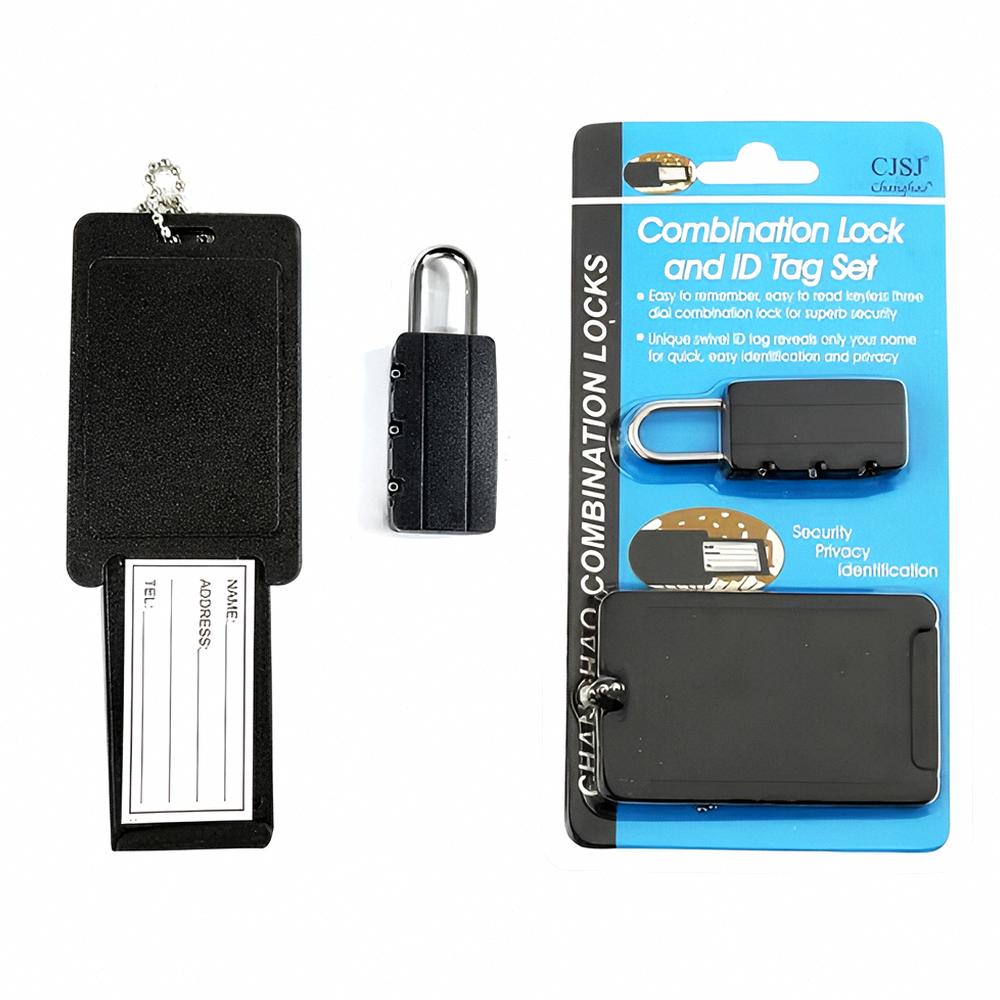 NAME:
ADDRESS:
TEL:
CJSJ®
Combination Lock
and ID Tag Set
• Easy to remember, easy to read keyless three
dial combination lock for superb security
• Unique swivel ID tag reveals only your name
for quick, easy identification and privacy
COMBINATION LOCKS
Security
Privacy
Identification